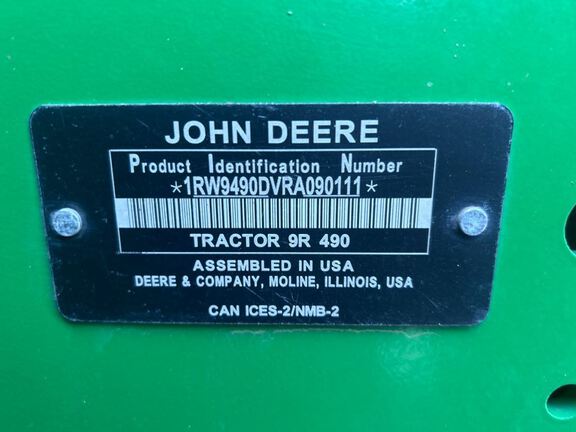 JOHN DEERE
Product Identification Number
*1RW9490DVRA090111*
TRACTOR 9R 490
ASSEMBLED IN USA
DEERE & COMPANY, MOLINE, ILLINOIS, USA
CAN ICES-2/NMB-2